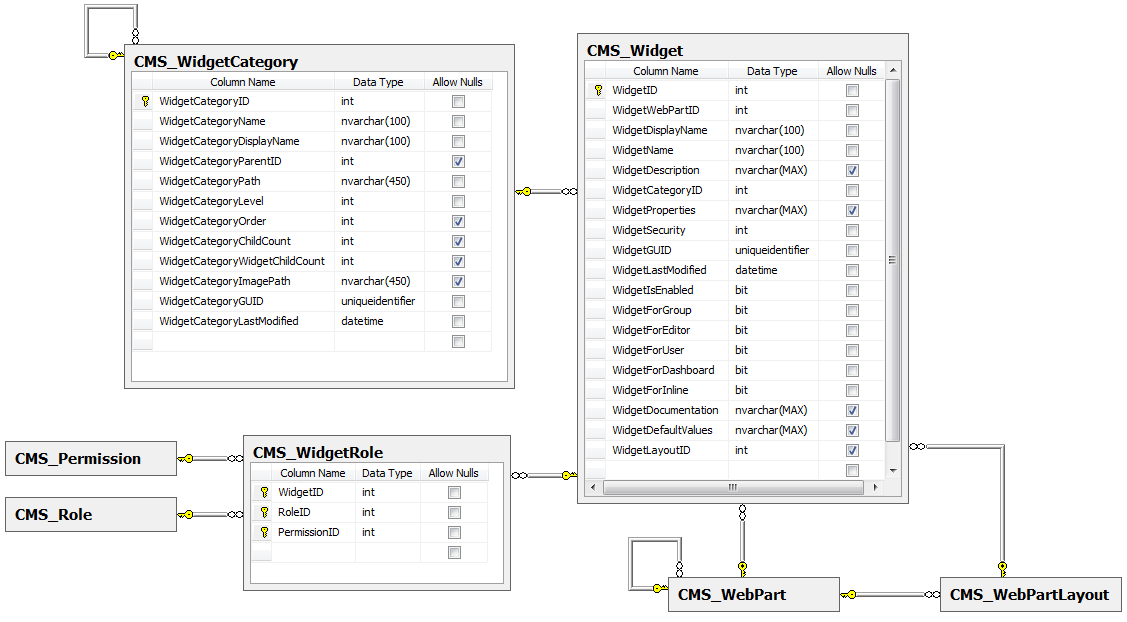 CMS_WidgetCategory
Column Name Data Type Allow Nulls
WidgetCategoryID int
WidgetCategoryName nvarchar(100)
WidgetCategoryDisplayName nvarchar(100)
WidgetCategoryParentID int
WidgetCategoryPath nvarchar(450)
WidgetCategoryLevel int
WidgetCategoryOrder int
WidgetCategoryChildCount int
WidgetCategoryWidgetChildCount int
WidgetCategoryImagePath nvarchar(450)
WidgetCategoryGUID uniqueidentifier
WidgetCategoryLastModified datetime
CMS_Widget
Column Name Data Type Allow Nulls
WidgetID int
WidgetWebPartID int
WidgetDisplayName nvarchar(100)
WidgetName nvarchar(100)
WidgetDescription nvarchar(MAX)
WidgetCategoryID int
WidgetProperties nvarchar(MAX)
WidgetSecurity int
WidgetGUID uniqueidentifier
WidgetLastModified datetime
WidgetIsEnabled bit
WidgetForGroup bit
WidgetForEditor bit
WidgetForUser bit
WidgetForDashboard bit
WidgetForInline bit
WidgetDocumentation nvarchar(MAX)
WidgetDefaultValues nvarchar(MAX)
WidgetLayoutID int
CMS_Permission
CMS_Role
CMS_WidgetRole
Column Name Data Type Allow Nulls
WidgetID int
RoleID int
PermissionID int
CMS_WebPart
CMS_WebPartLayout